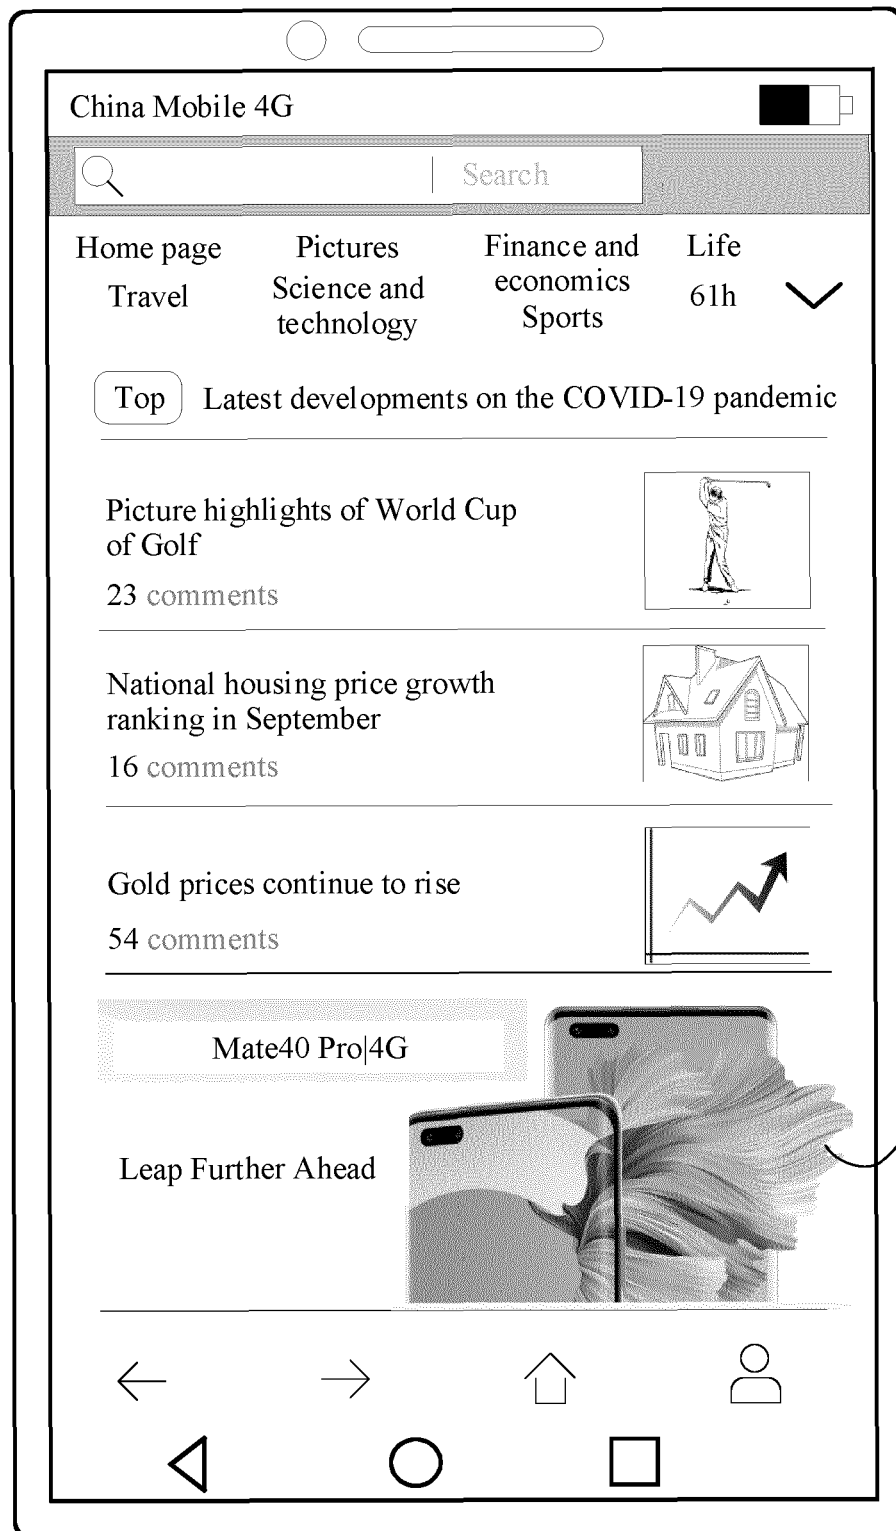 China Mobile 4G
Search
Home page Pictures Finance and economics Life
Travel Science and technology Sports 61h
Top Latest developments on the COVID-19 pandemic
Picture highlights of World Cup
of Golf
23 comments
National housing price growth
ranking in September
16 comments
Gold prices continue to rise
54 comments
Mate40 Pro|4G
Leap Further Ahead